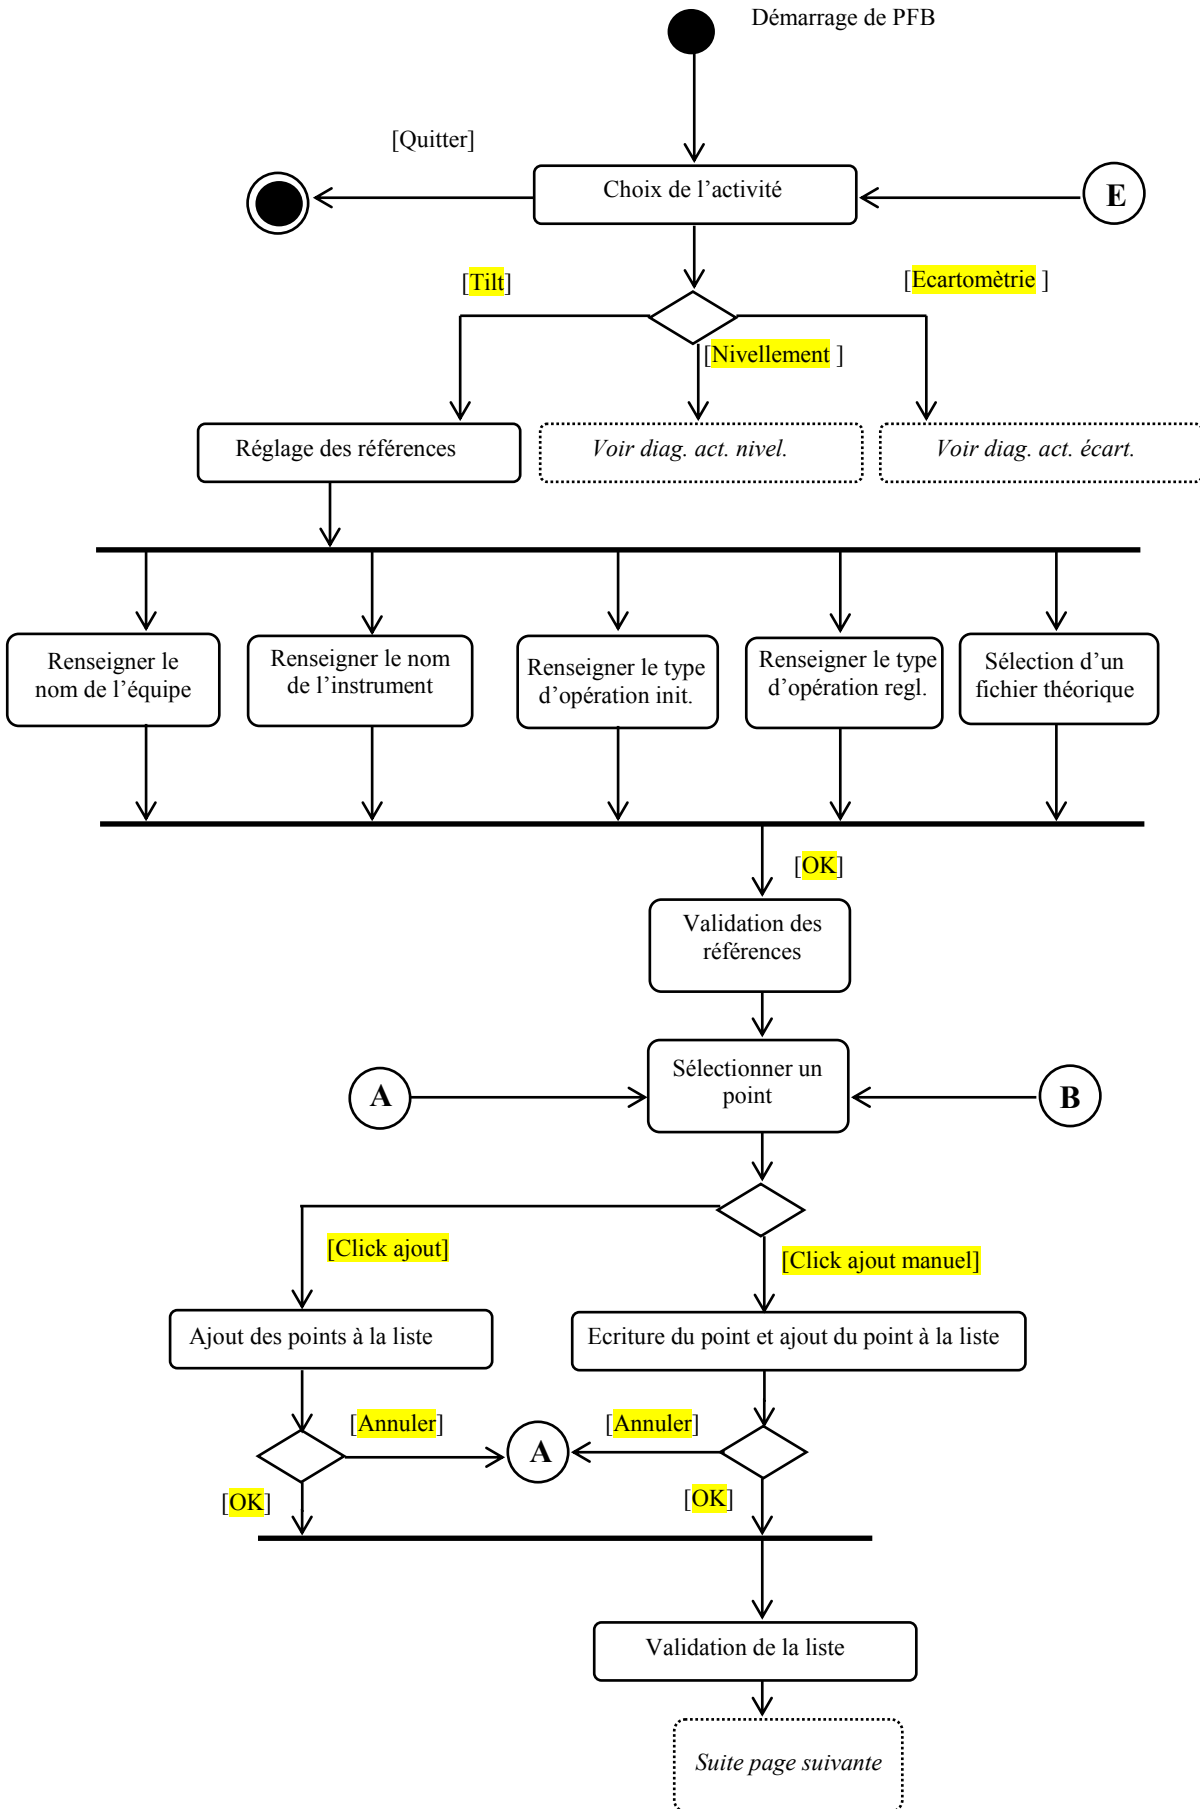 Démarrage de PFB
[Quitter]
Choix de l’activité
E
[Tilt]
[Ecartomètrie ]
[Nivellement ]
Réglage des références
Voir diag. act. nivel.
Voir diag. act. écart.
Renseigner le
nom de l’équipe
Renseigner le nom
de l’instrument
Renseigner le type
d’opération init.
Renseigner le type
d’opération regl.
Sélection d’un
fichier théorique
[OK]
Validation des
références
Sélectionner un
point
A
B
[Click ajout]
[Click ajout manuel]
Ajout des points à la liste
Ecriture du point et ajout du point à la liste
[Annuler]
A
[Annuler]
[OK]
[OK]
Validation de la liste
Suite page suivante